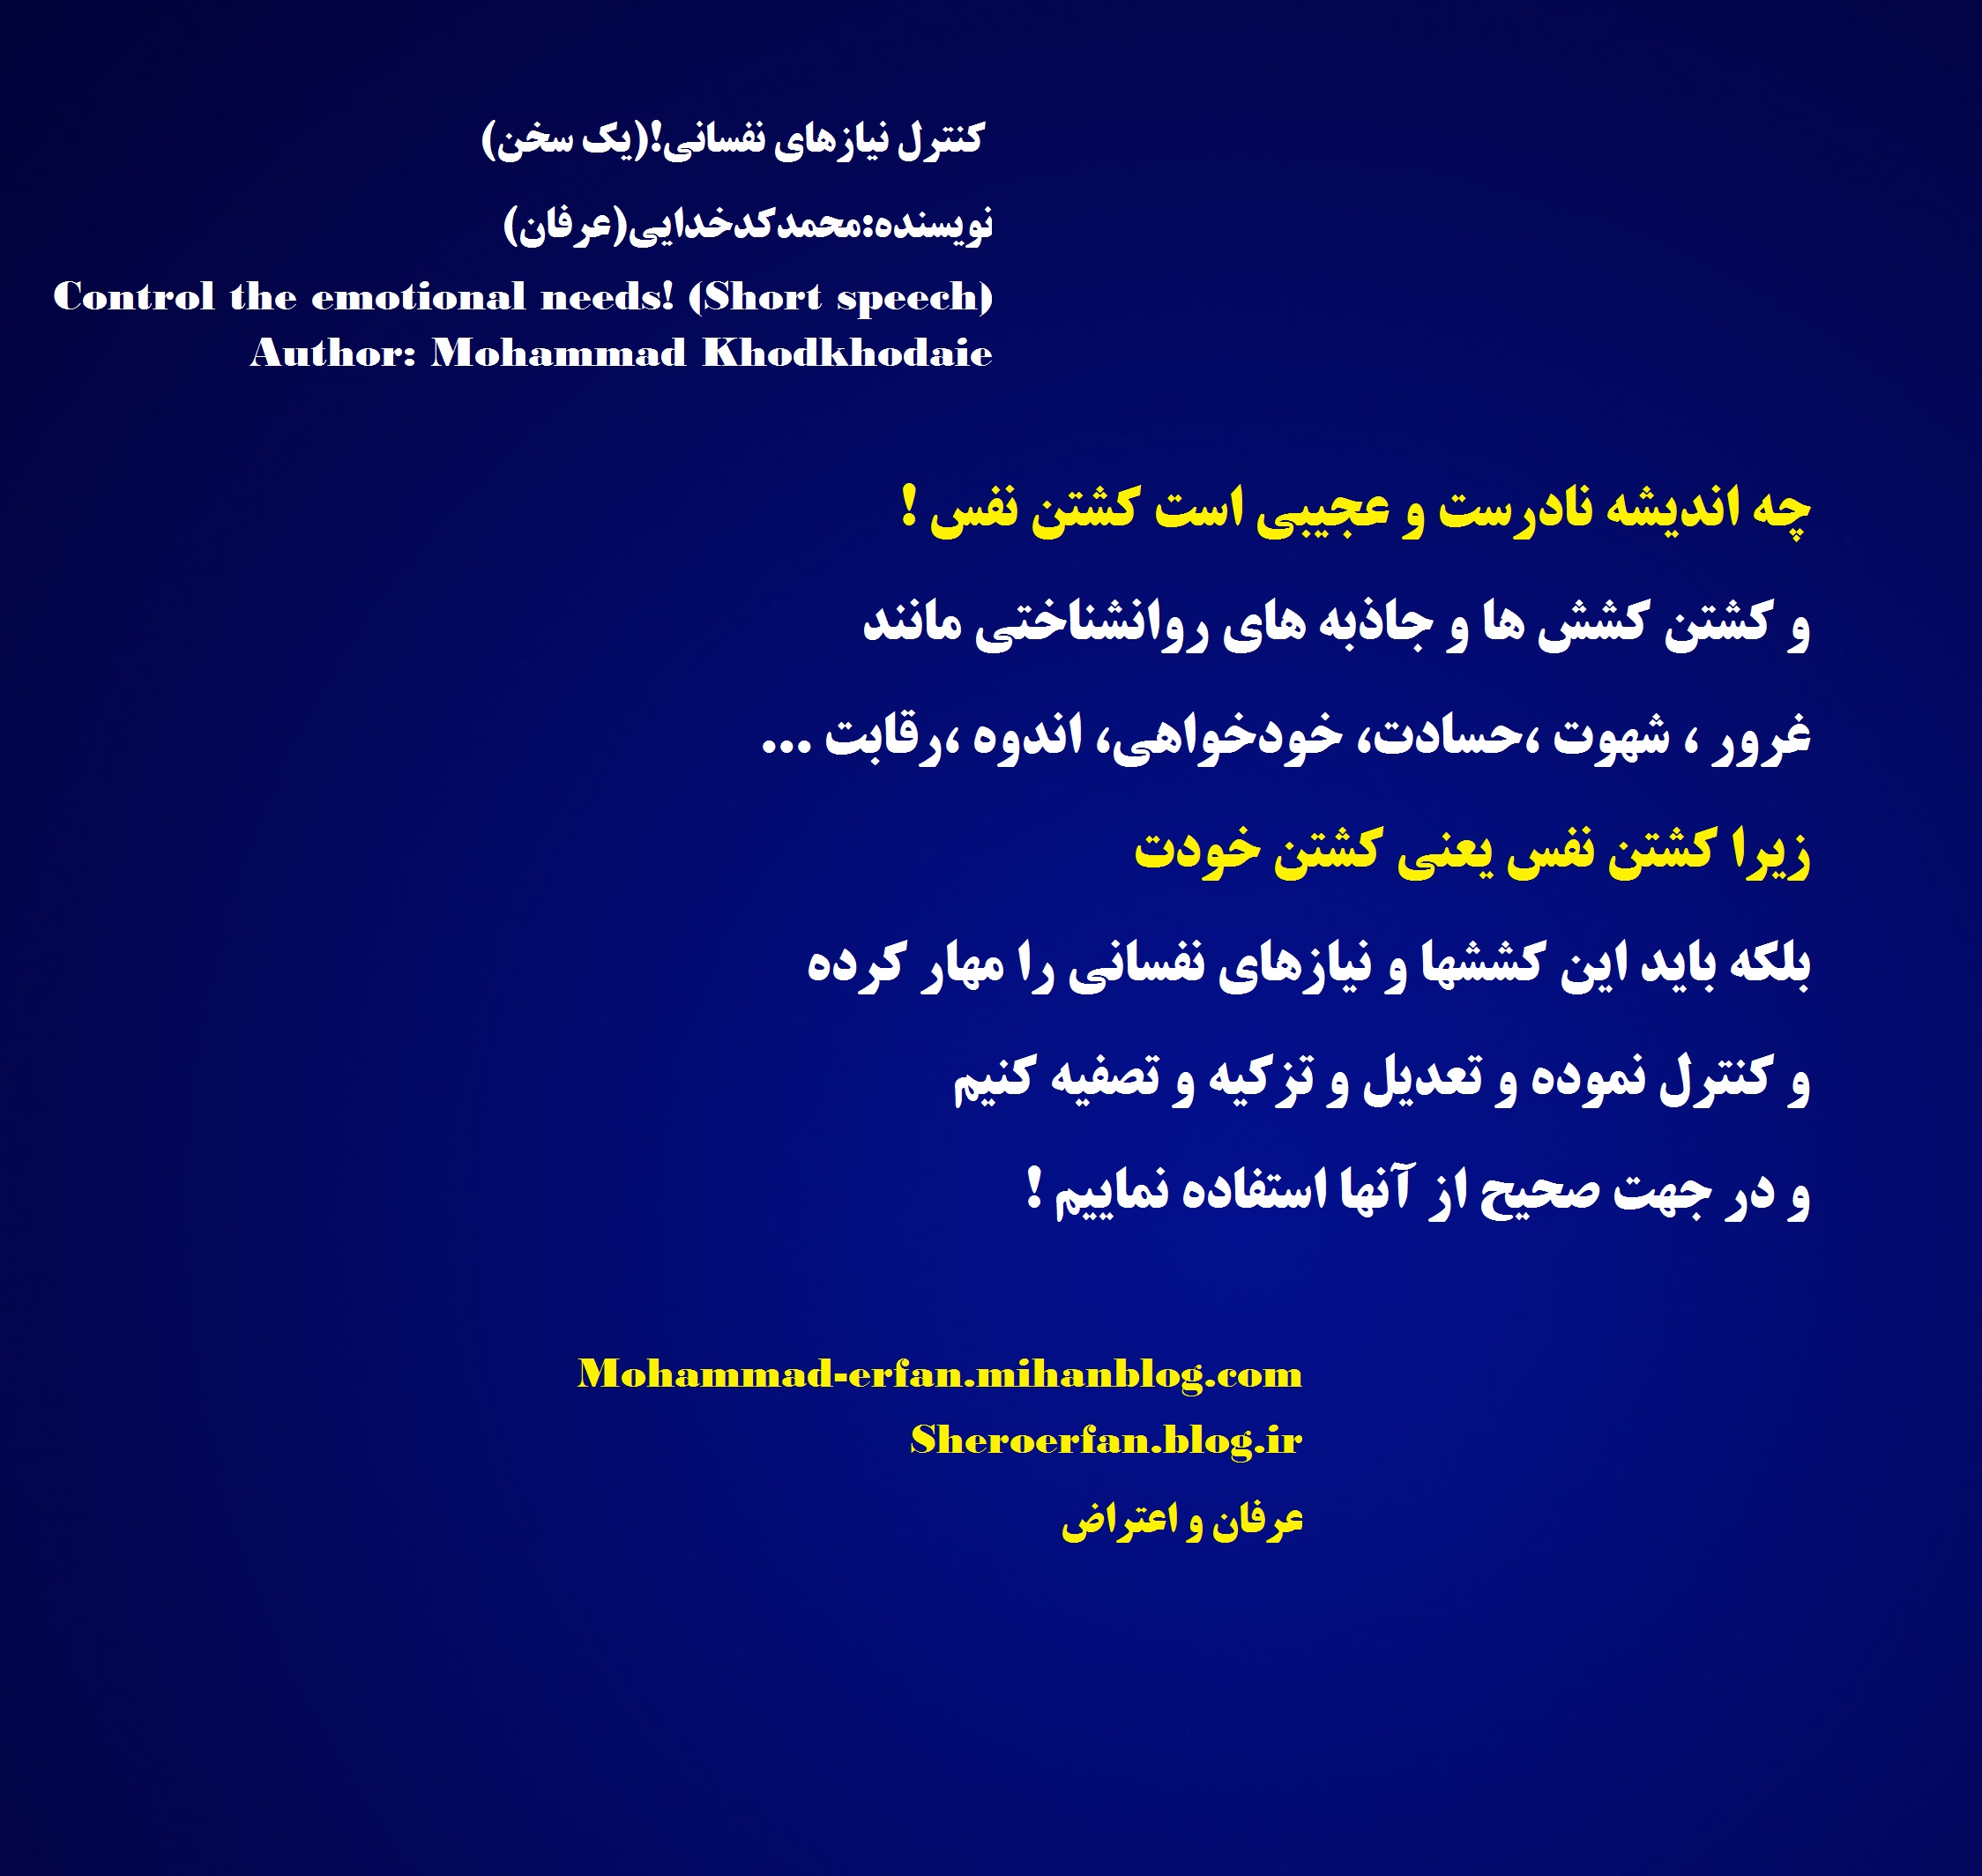 کنترل نیازهای نفسانی!(یک سخن)
نویسنده:محمدکدخدایی(عرفان)
Control the emotional needs! (Short speech)
Author: Mohammad Khodkhodaie
چه اندیشه نادرست و عجیبی است کشتن نفس !
و کشتن کشش ها و جاذبه های روانشناختی مانند
غرور ، شهوت ،حسادت، خودخواهی، اندوه ،رقابت ...
زیرا کشتن نفس یعنی کشتن خودت
بلکه باید این کششها و نیازهای نفسانی را مهار کرده
و کنترل نموده و تعدیل و تزکیه و تصفیه کنیم
و در جهت صحیح از آنها استفاده نماییم !
Mohammad-erfan.mihanblog.com
Sheroerfan.blog.ir
عرفان و اعتراض